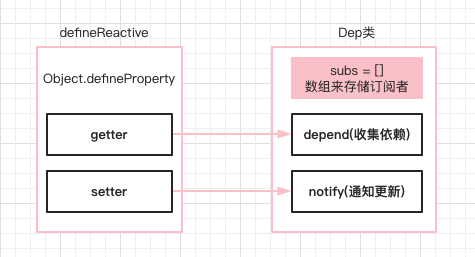 defineReactive
Object.defineProperty
getter
setter
Dep类
subs = []
数组来存储订阅者
depend(收集依赖)
notify(通知更新)